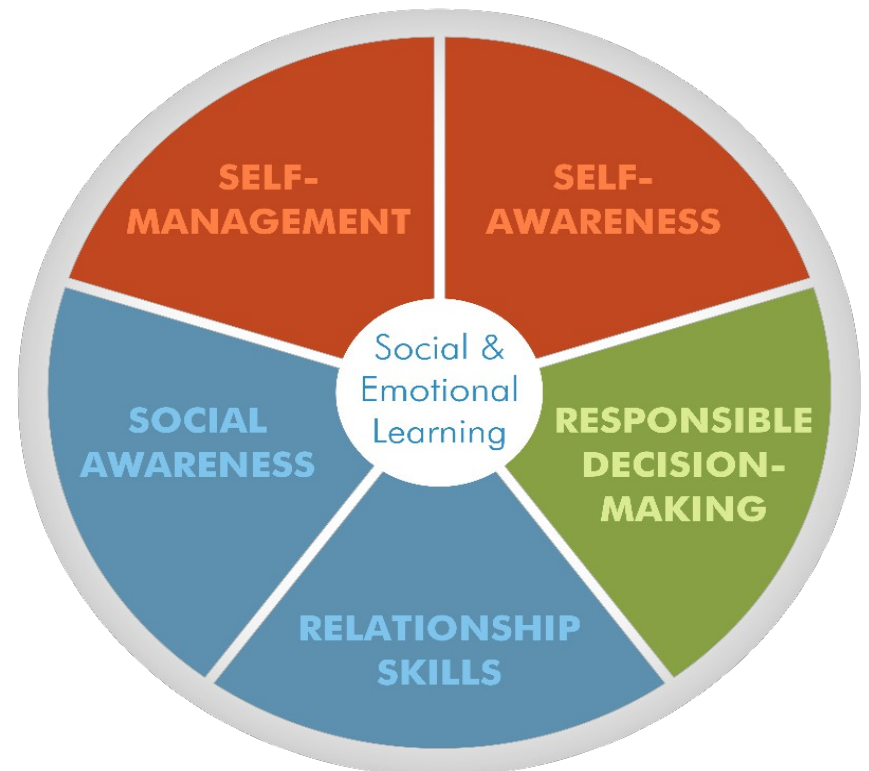 SELF-
MANAGEMENT
SELF-
AWARENESS
Social &
Emotional
Learning
SOCIAL
AWARENESS
RESPONSIBLE
DECISION-
MAKING
RELATIONSHIP
SKILLS